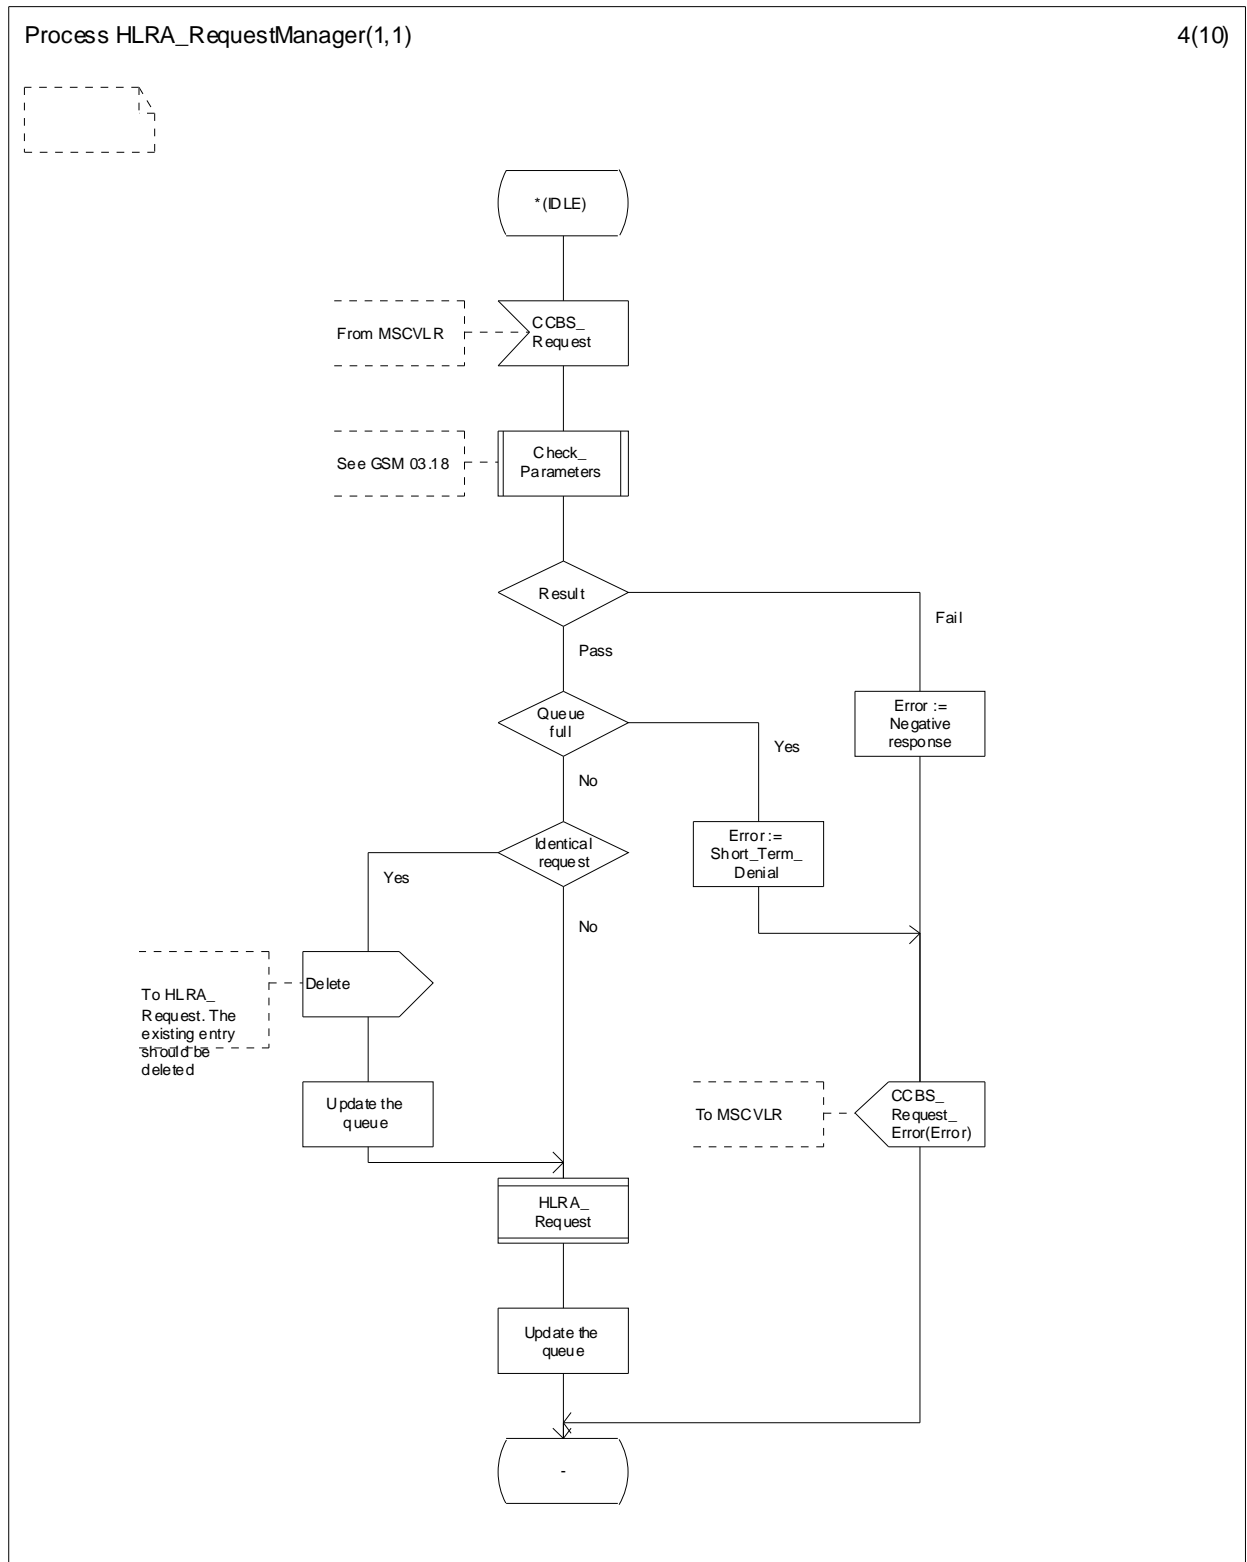 Process HLRA_RequestManager(1,1)
4(10)
*(IDLE)
From MSCVLR
CCBS_
Request
See GSM 03.18
Check_
Parameters
Result
Fail
Pass
Error :=
Negative
response
Queue
full
Yes
No
Error :=
Short_Term_
Denial
Identical
request
Yes
No
Delete
To HLRA_
Request. The
existing entry
should be
deleted
Update the
queue
To MSCVLR
CCBS_
Request_
Error(Error)
HLRA_
Request
Update the
queue
-